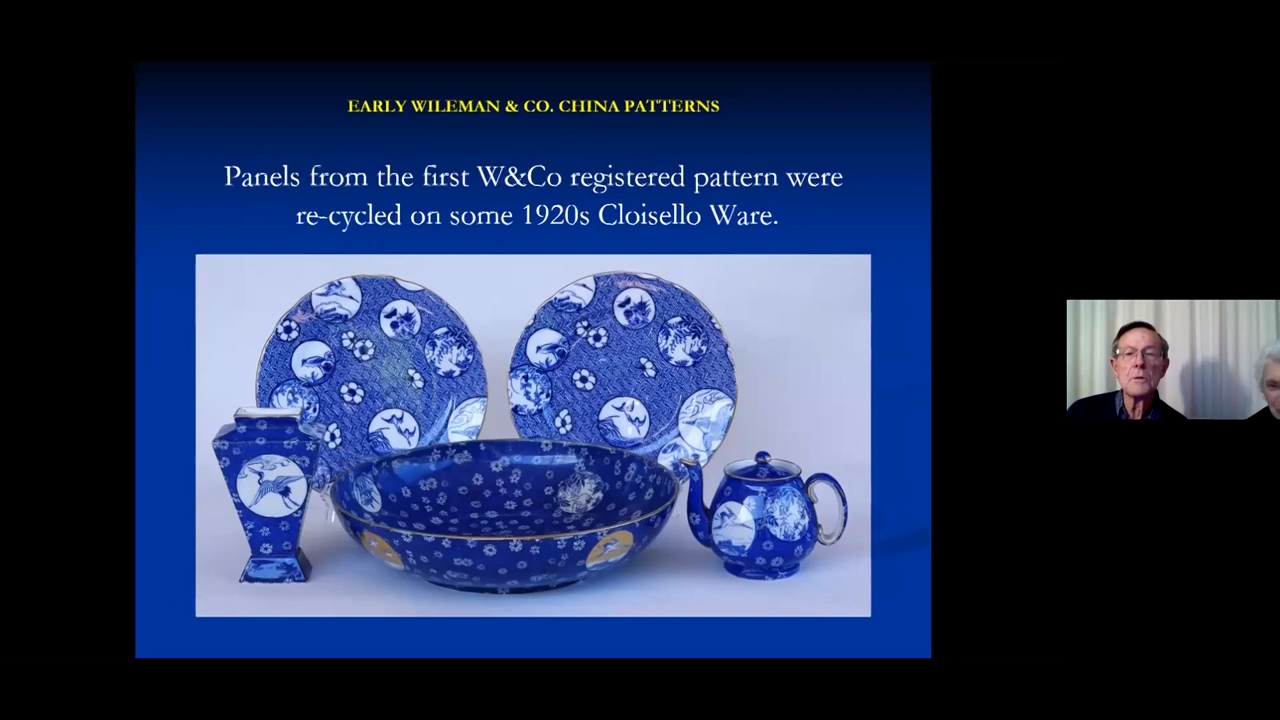 EARLY WILEMAN & CO. CHINA PATTERNS
Panels from the first W&Co registered pattern were
re-cycled on some 1920s Cloisello Ware.